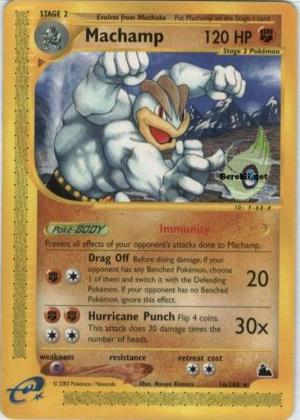 STAGE 2
Evolves from Machoke
Put Machamp on the Stage 1 card
Machamp 120 HP
Stage 2 Pokémon
Serebii.net
Poké-BODY Immunity
Prevent all effects of your opponent's attacks done to Machamp.
Drag Off Before doing damage, if your
opponent has any Benched Pokémon, choose
1 of them and switch it with the Defending
Pokémon. If your opponent has no Benched
Pokémon, ignore this effect.
20
Hurricane Punch Flip 4 coins.
This attack does 30 damage times the
number of heads.
30x
weakness resistance retreat cost
©2003 Pokémon / Nintendo Illus. Naoyo Kimura 16/144
e